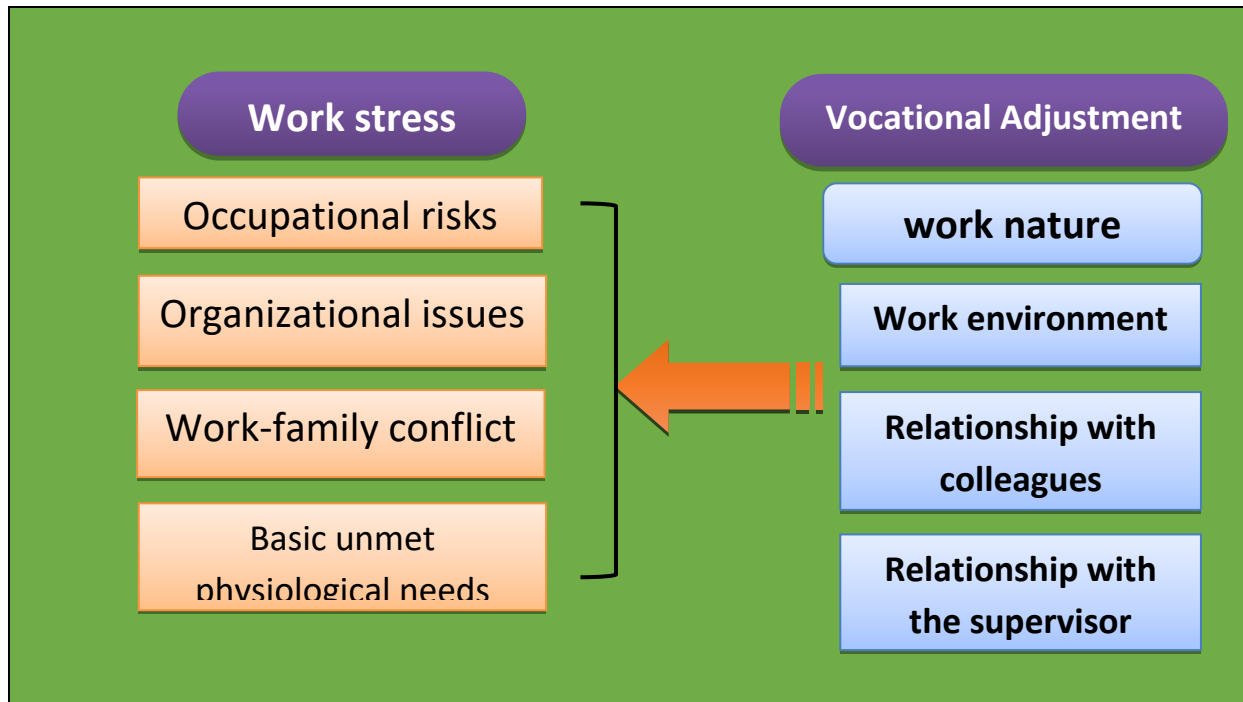 Work stress
Occupational risks
Organizational issues
Work-family conflict
Basic unmet
physiological needs
Vocational Adjustment
work nature
Work environment
Relationship with
colleagues
Relationship with
the supervisor